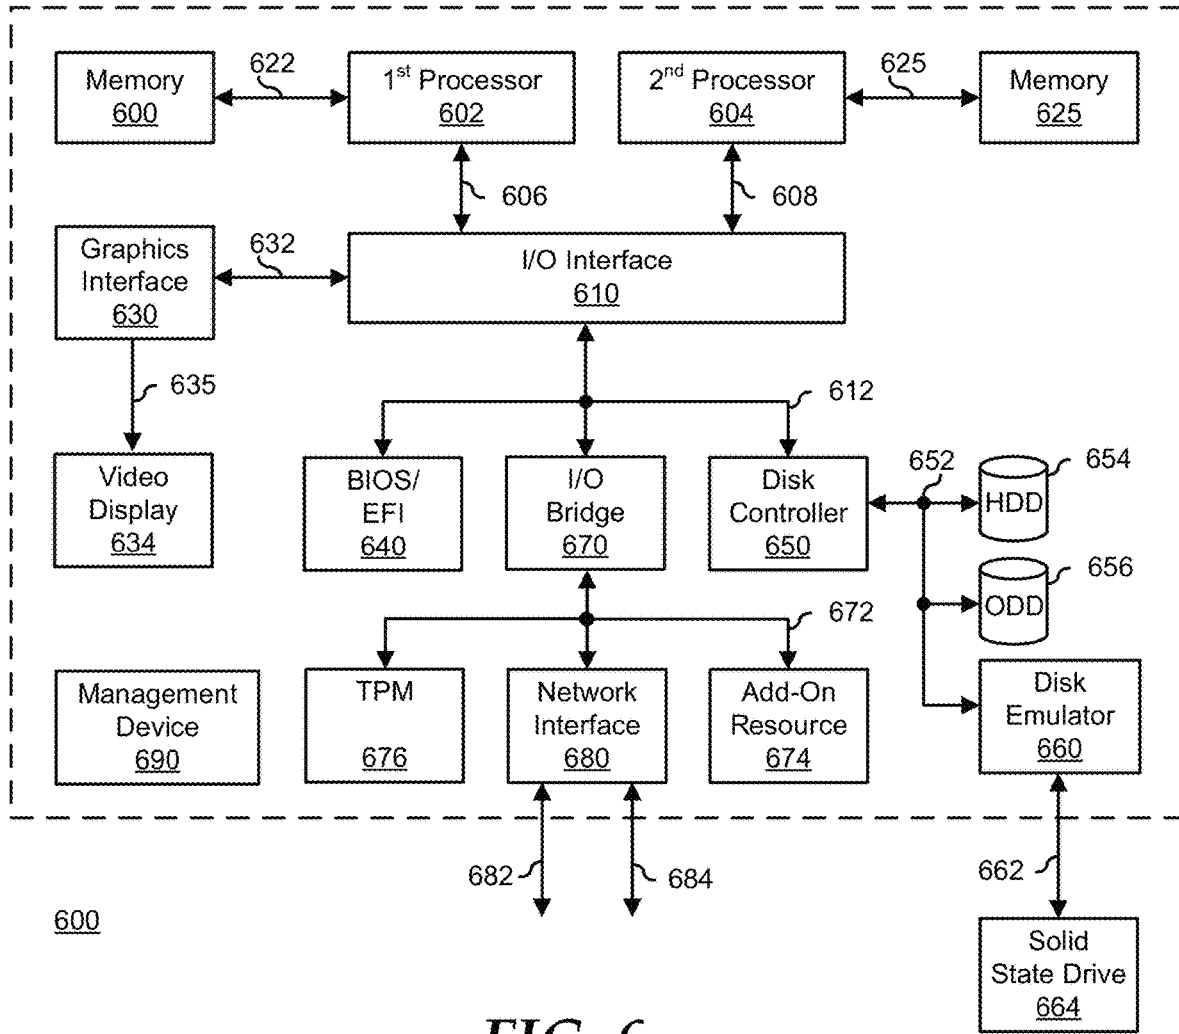 Memory
600
622
1st Processor
602
2nd Processor
604
625
Memory
625
606
608
Graphics
Interface
630
632
I/O Interface
610
635
612
Video
Display
634
BIOS/
EFI
640
I/O
Bridge
670
Disk
Controller
650
652
HDD
654
ODD
656
672
Management
Device
690
TPM
676
Network
Interface
680
Add-On
Resource
674
Disk
Emulator
660
682
684
662
600
Solid
State Drive
664
FIG. 6